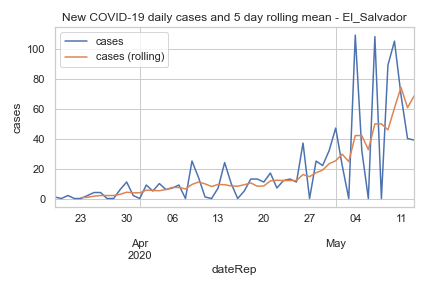 New COVID-19 daily cases and 5 day rolling mean - El_Salvador
cases
cases (rolling)
cases
100
80
60
40
20
0
23 30 06 13 20 27 04 11
Apr May
2020
dateRep